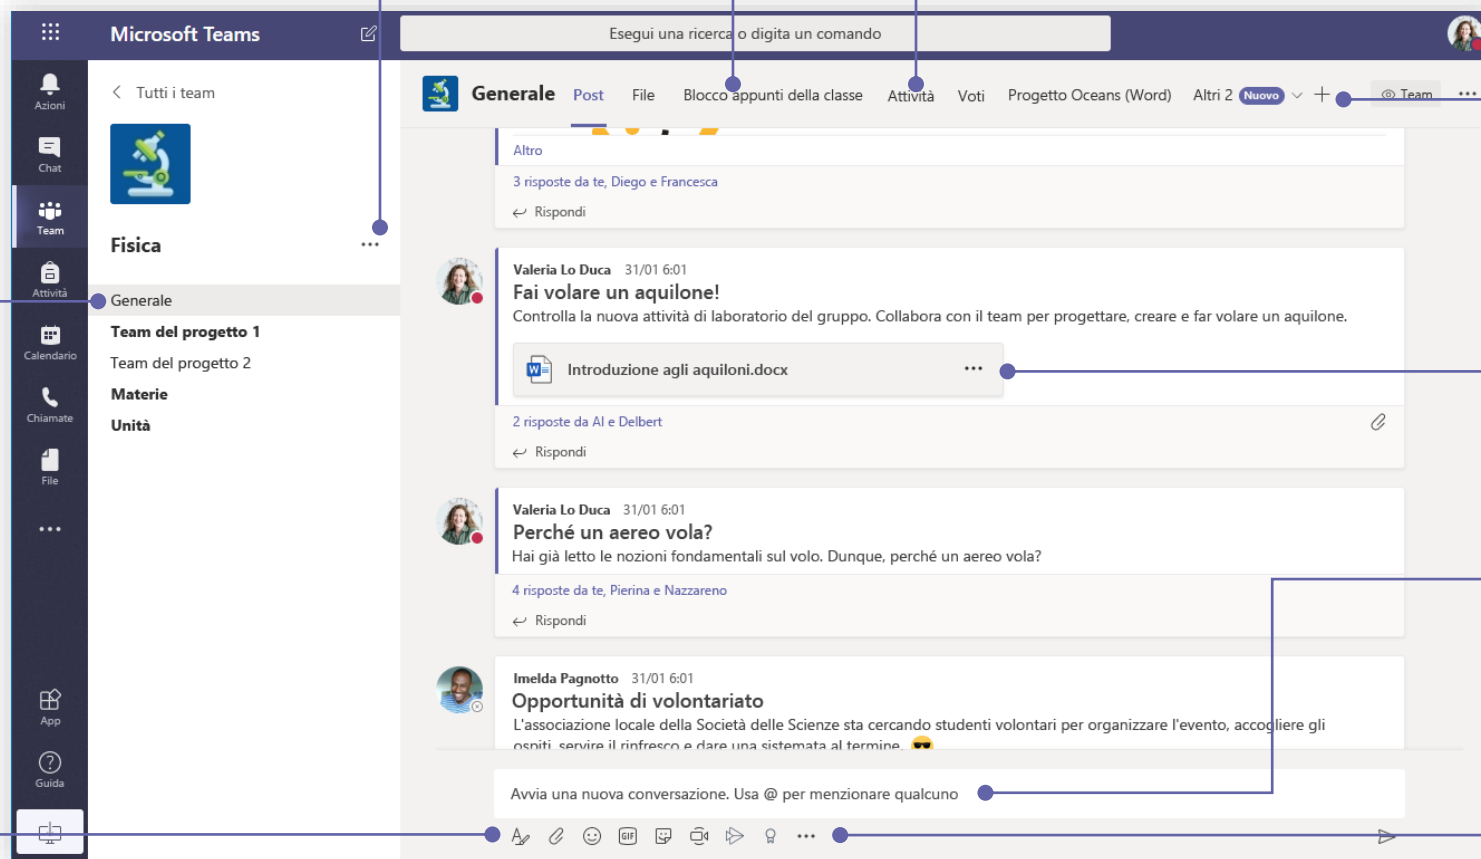 Microsoft Teams
Esegui una ricerca o digita un comando
Azioni
Chat
Team
Attività
Calendario
Chiamate
File
App
Guida
Tutti i team
Fisica
Generale
Team del progetto 1
Team del progetto 2
Materie
Unità
Generale Post File Blocco appunti della classe Attività Voti Progetto Oceans (Word) Altri 2 Nuovo Team
Altro
3 risposte da te, Diego e Francesca
Rispondi
Valeria Lo Duca 31/01 6:01
Fai volare un aquilone!
Controlla la nuova attività di laboratorio del gruppo. Collabora con il team per progettare, creare e far volare un aquilone.
Introduzione agli aquiloni.docx
2 risposte da Al e Delbert
Rispondi
Valeria Lo Duca 31/01 6:01
Perché un aereo vola?
Hai già letto le nozioni fondamentali sul volo. Dunque, perché un aereo vola?
4 risposte da te, Pierina e Nazzareno
Rispondi
Imelda Pagnotto 31/01 6:01
Opportunità di volontariato
L'associazione locale della Società delle Scienze sta cercando studenti volontari per organizzare l'evento, accogliere gli
ospiti, servire il rinfresco e dare una sistemata al termine.
Avvia una nuova conversazione. Usa @ per menzionare qualcuno
GIF